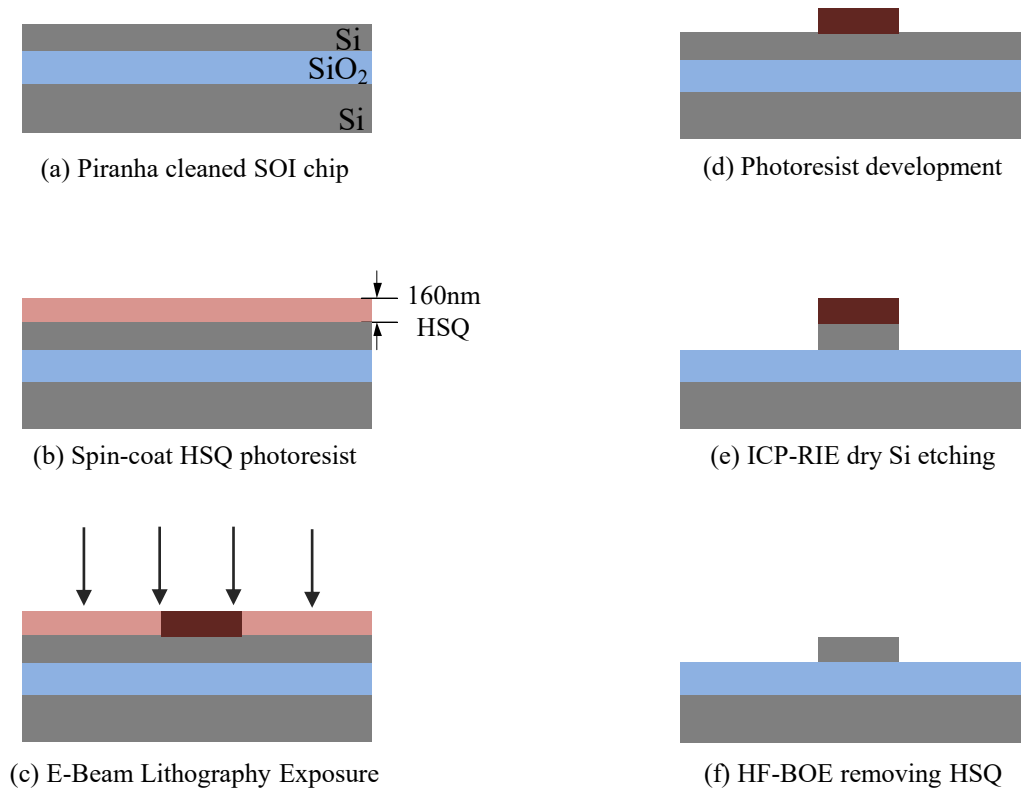 Si
SiO₂
Si
(a) Piranha cleaned SOI chip
160nm
HSQ
(b) Spin-coat HSQ photoresist
(c) E-Beam Lithography Exposure
(d) Photoresist development
(e) ICP-RIE dry Si etching
(f) HF-BOE removing HSQ